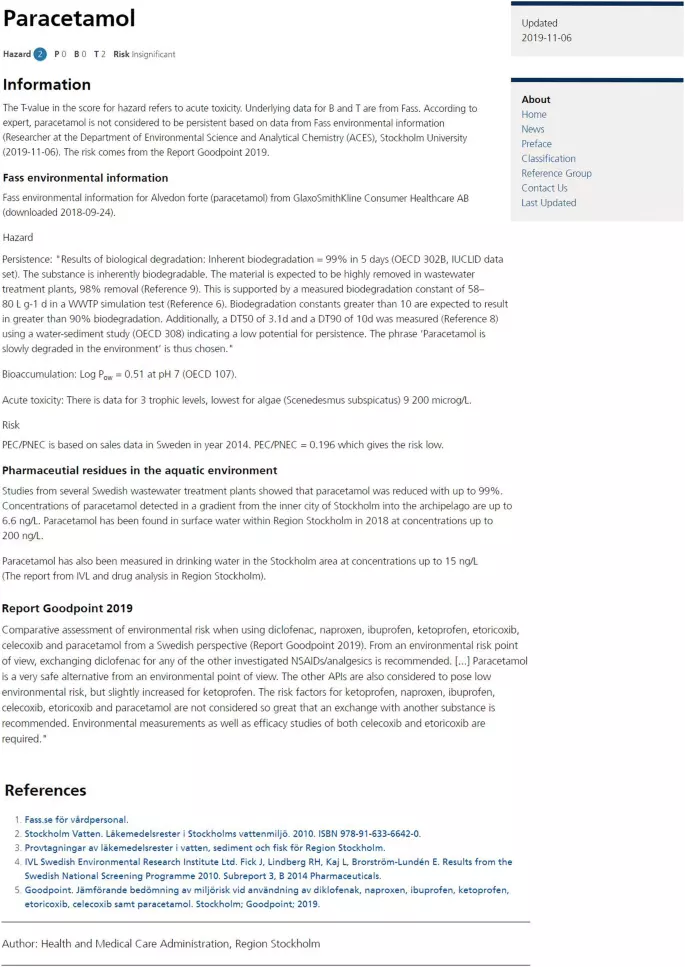 Paracetamol
Hazard 2 P 0 B 0 T 2 Risk Insignificant
Updated
2019-11-06
Information
The T-value in the score for hazard refers to acute toxicity. Underlying data for B and T are from Fass. According to
expert, paracetamol is not considered to be persistent based on data from Fass environmental information
(Researcher at the Department of Environmental Science and Analytical Chemistry (ACES), Stockholm University
(2019-11-06). The risk comes from the Report Goodpoint 2019.
About
Home
News
Preface
Classification
Reference Group
Contact Us
Last Updated
Fass environmental information
Fass environmental information for Alvedon forte (paracetamol) from GlaxoSmithKline Consumer Healthcare AB
(downloaded 2018-09-24).
Hazard
Persistence: "Results of biological degradation: Inherent biodegradation = 99% in 5 days (OECD 302B, IUCLID data
set). The substance is inherently biodegradable. The material is expected to be highly removed in wastewater
treatment plants, 98% removal (Reference 9). This is supported by a measured biodegradation constant of 58–
80 L g-1 d in a WWTP simulation test (Reference 6). Biodegradation constants greater than 10 are expected to result
in greater than 90% biodegradation. Additionally, a DT50 of 3.1d and a DT90 of 10d was measured (Reference 8)
using a water-sediment study (OECD 308) indicating a low potential for persistence. The phrase ‘Paracetamol is
slowly degraded in the environment’ is thus chosen."
Bioaccumulation: Log Pow = 0.51 at pH 7 (OECD 107).
Acute toxicity: There is data for 3 trophic levels, lowest for algae (Scenedesmus subspicatus) 9 200 microg/L.
Risk
PEC/PNEC is based on sales data in Sweden in year 2014. PEC/PNEC = 0.196 which gives the risk low.
Pharmaceutial residues in the aquatic environment
Studies from several Swedish wastewater treatment plants showed that paracetamol was reduced with up to 99%.
Concentrations of paracetamol detected in a gradient from the inner city of Stockholm into the archipelago are up to
6.6 ng/L. Paracetamol has been found in surface water within Region Stockholm in 2018 at concentrations up to
200 ng/L.
Paracetamol has also been measured in drinking water in the Stockholm area at concentrations up to 15 ng/L
(The report from IVL and drug analysis in Region Stockholm).
Report Goodpoint 2019
Comparative assessment of environmental risk when using diclofenac, naproxen, ibuprofen, ketoprofen, etoricoxib,
celecoxib and paracetamol from a Swedish perspective (Report Goodpoint 2019). From an environmental risk point
of view, exchanging diclofenac for any of the other investigated NSAIDs/analgesics is recommended. [...] Paracetamol
is a very safe alternative from an environmental point of view. The other APIs are also considered to pose low
environmental risk, but slightly increased for ketoprofen. The risk factors for ketoprofen, naproxen, ibuprofen,
celecoxib, etoricoxib and paracetamol are not considered so great that an exchange with another substance is
recommended. Environmental measurements as well as efficacy studies of both celecoxib and etoricoxib are
required."
References
1. Fass.se för vårdpersonal.
2. Stockholm Vatten. Läkemedelsrester i Stockholms vattenmiljö. 2010. ISBN 978-91-633-6642-0.
3. Provtagningar av läkemedelsrester i vatten, sediment och fisk för Region Stockholm.
4. IVL Swedish Environmental Research Institute Ltd. Fick J, Lindberg RH, Kaj L, Brorström-Lundén E. Results from the
Swedish National Screening Programme 2010. Subreport 3, B 2014 Pharmaceuticals.
5. Goodpoint. Jämförande bedömning av miljörisk vid användning av diklofenak, naproxen, ibuprofen, ketoprofen,
etoricoxib, celecoxib samt paracetamol. Stockholm; Goodpoint; 2019.
Author: Health and Medical Care Administration, Region Stockholm